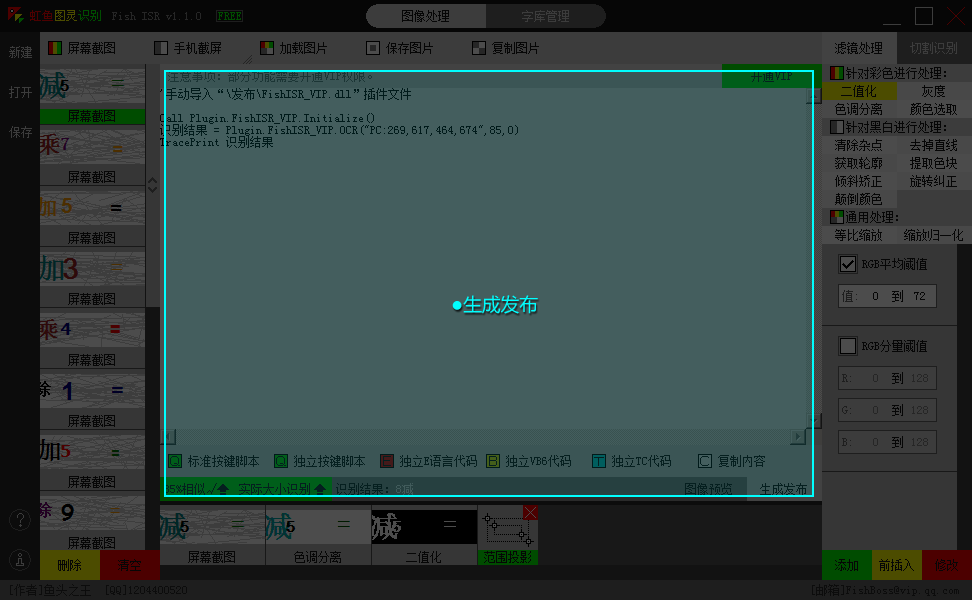 虹鱼图灵识别 Fish ISR v1.1.0 FREE
图像处理 字库管理
新建
打开
保存
屏幕截图 手机截屏 加载图片 保存图片 复制图片
滤镜处理 切割识别
减5 =
屏幕截图
乘7 =
屏幕截图
加5 =
屏幕截图
加3 =
屏幕截图
乘4 =
屏幕截图
除1 =
屏幕截图
加5 =
屏幕截图
除9 =
屏幕截图
删除 清空
注意事项: 部分功能需要开通VIP权限。
开通VIP
'手动导入“\发布\FishISR_VIP.dll”插件文件
Call Plugin.FishISR_VIP.Initialize()
识别结果 = Plugin.FishISR_VIP.OCR("PC:269,617,464,674",85,0)
TracePrint 识别结果
生成发布
Q 标准按键脚本 Q 独立按键脚本 E 独立E语言代码 B 独立VB6代码 T 独立TC代码 C 复制内容
85%相似 实际大小识别 识别结果: 8减 图像预览 生成发布
减5 = 减5 = 减5 =
屏幕截图 色调分离 二值化 范围投影
针对彩色进行处理:
二值化 灰度
色调分离 颜色选取
针对黑白进行处理:
清除杂点 去掉直线
获取轮廓 提取色块
倾斜矫正 旋转纠正
颠倒颜色
通用处理:
等比缩放 缩放归一化
RGB平均阈值
值: 0 到 72
RGB分量阈值
R: 0 到 128
G: 0 到 128
B: 0 到 128
添加 前插入 修改
[作者]鱼头之王 [QQ]1204400520
[邮箱]FishBoss@vip.qq.com